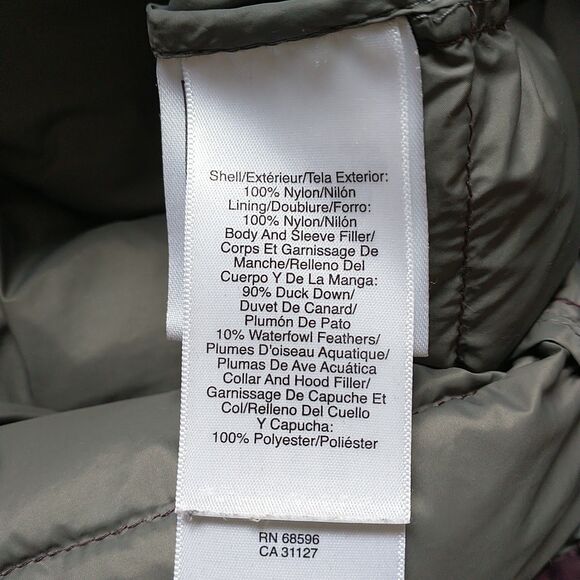 Shell/Extérieur/Tela Exterior:
100% Nylon/Nilón
Lining/Doublure/Forro:
100% Nylon/Nilón
Body And Sleeve Filler/
Corps Et Garnissage De
Manche/Relleno Del
Cuerpo Y De La Manga:
90% Duck Down/
Duvet De Canard/
Plumón De Pato
10% Waterfowl Feathers/
Plumes D'oiseau Aquatique/
Plumas De Ave Acuática
Collar And Hood Filler/
Garnissage De Capuche Et
Col/Relleno Del Cuello
Y Capucha:
100% Polyester/Poliéster
RN 68596
CA 31127